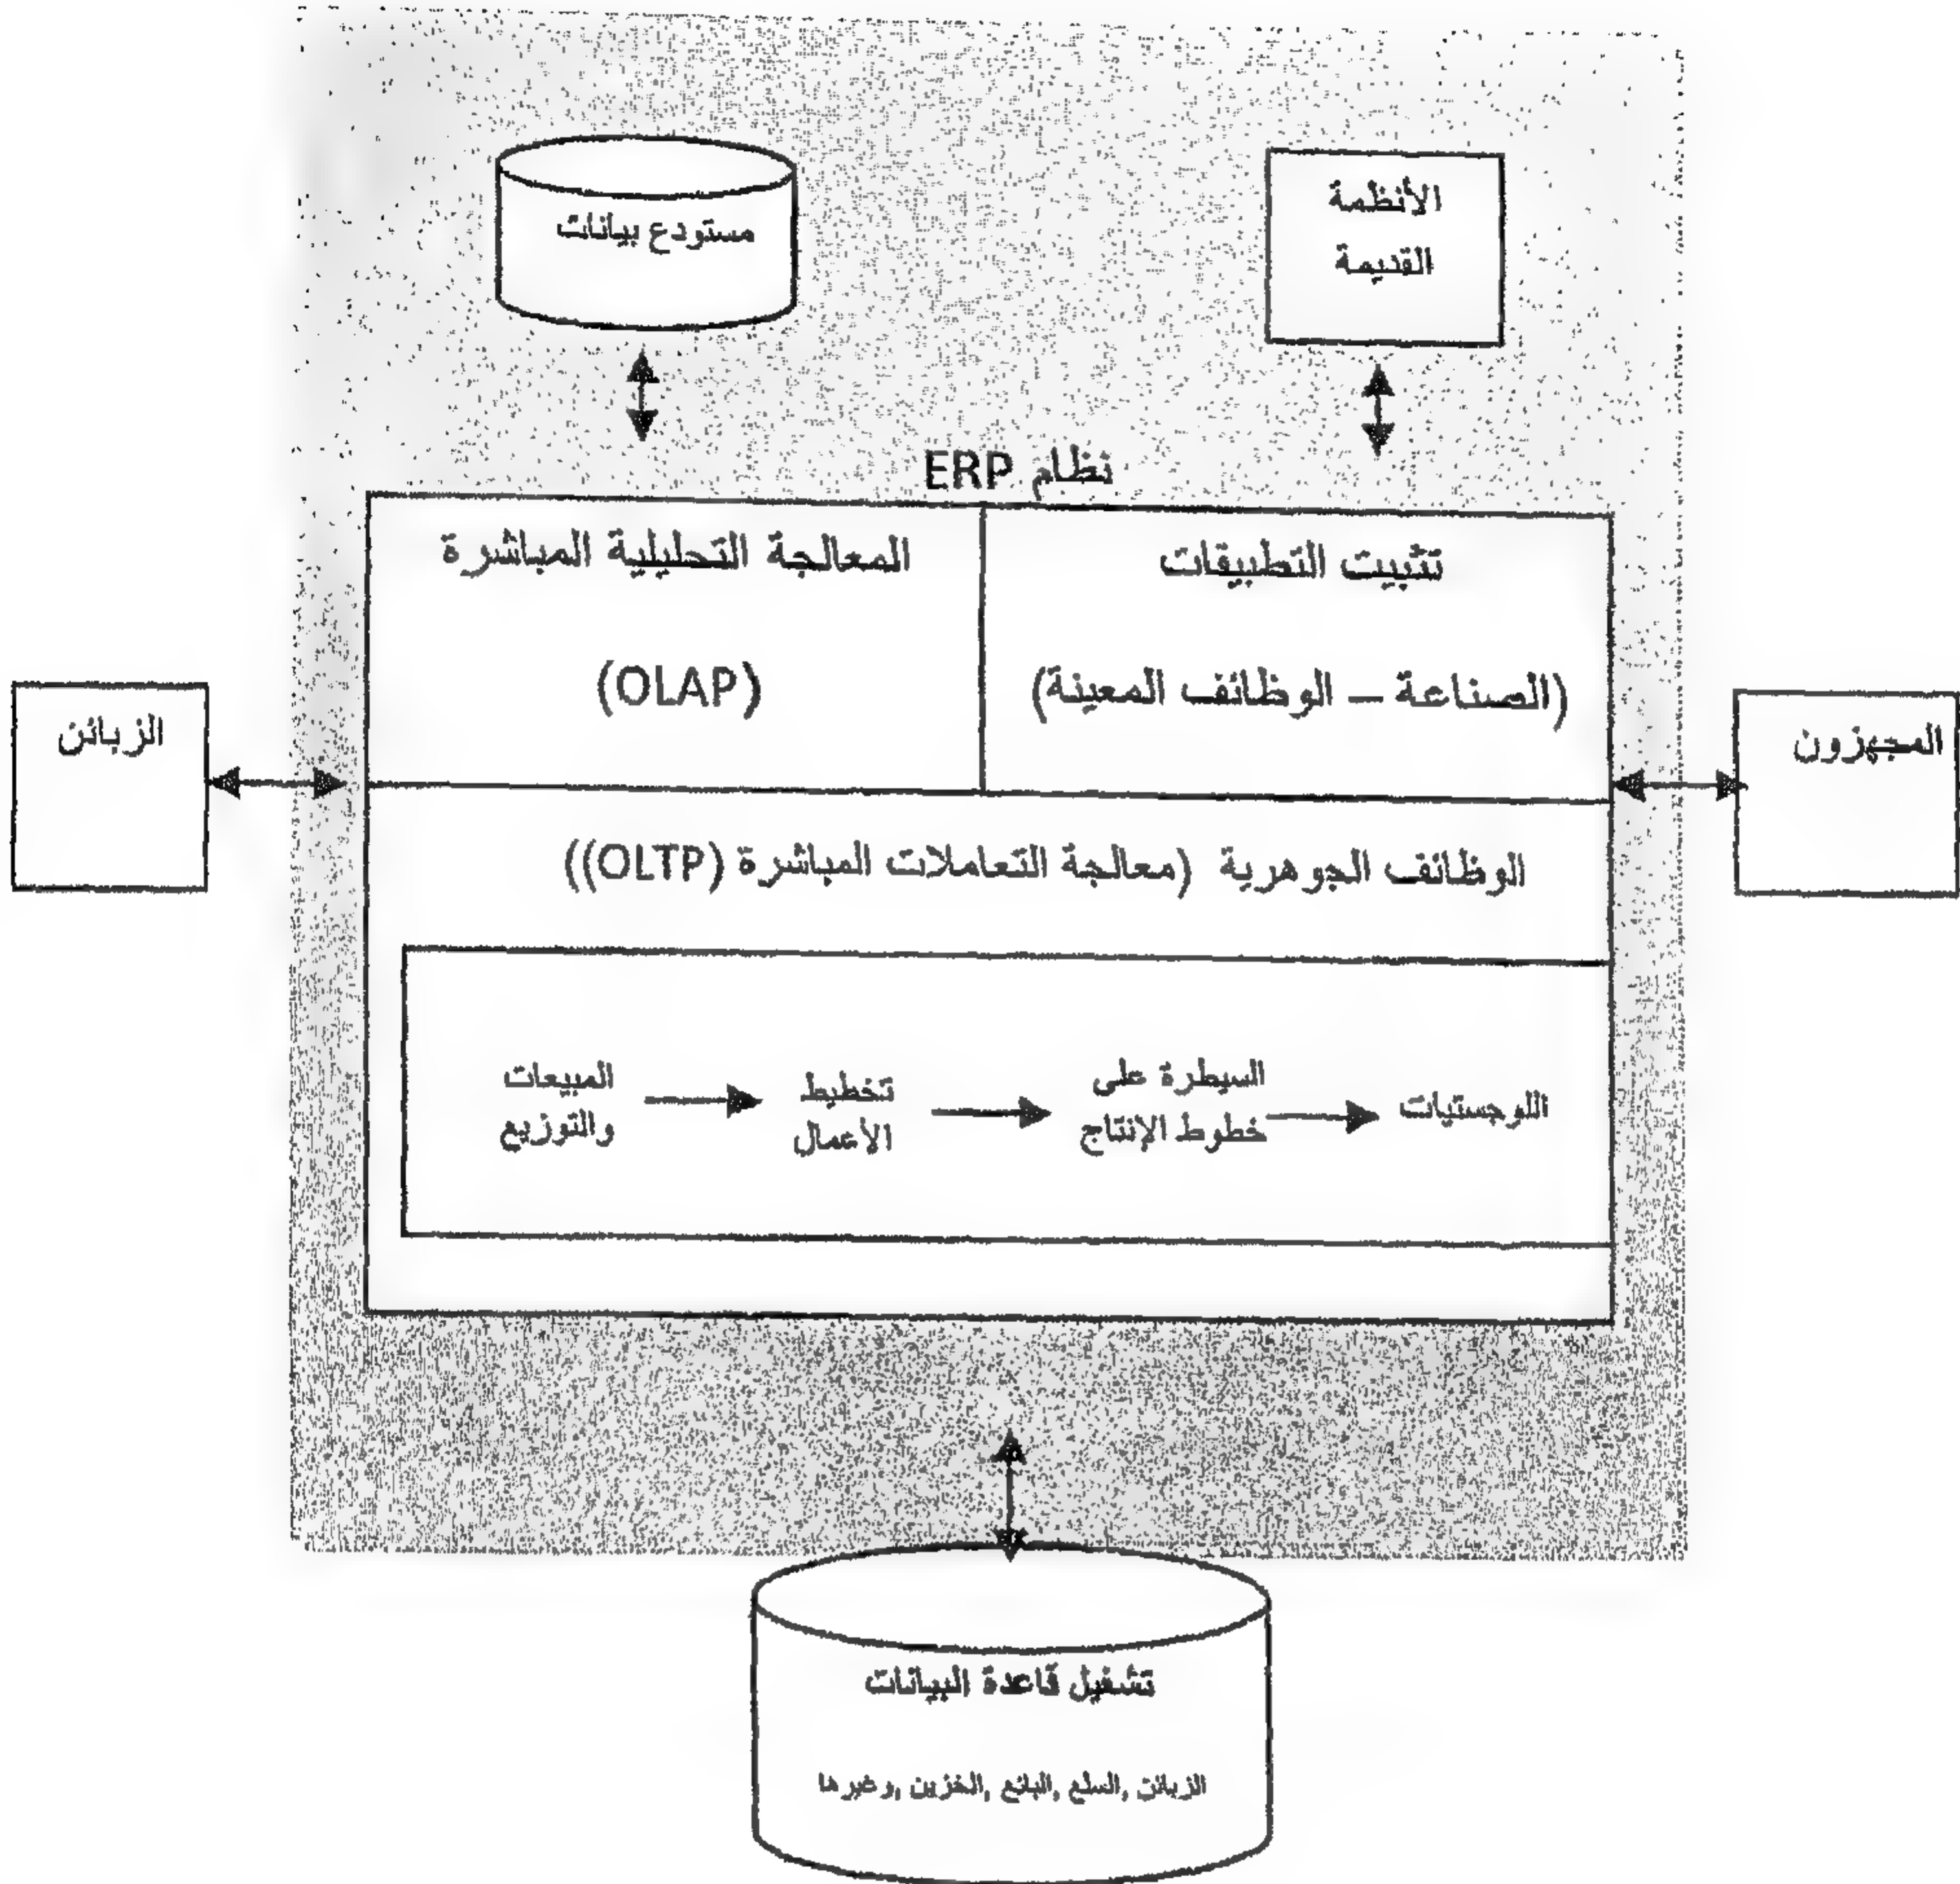 الأنظمة
القديمة
مستودع بيانات
نظام ERP
تثبيت التطبيقات
(الصناعة – الوظائف المعينة)
المعالجة التحليلية المباشرة
(OLAP)
المجهزون
الزبائن
الوظائف الجوهرية (معالجة التعاملات المباشرة (OLTP))
المبيعات
والتوزيع
تخطيط
الأعمال
السيطرة على
خطوط الإنتاج
اللوجستيات
تشغيل قاعدة البيانات
الزبائن ,السلع ,البائع ,الخزين ,وغيرها